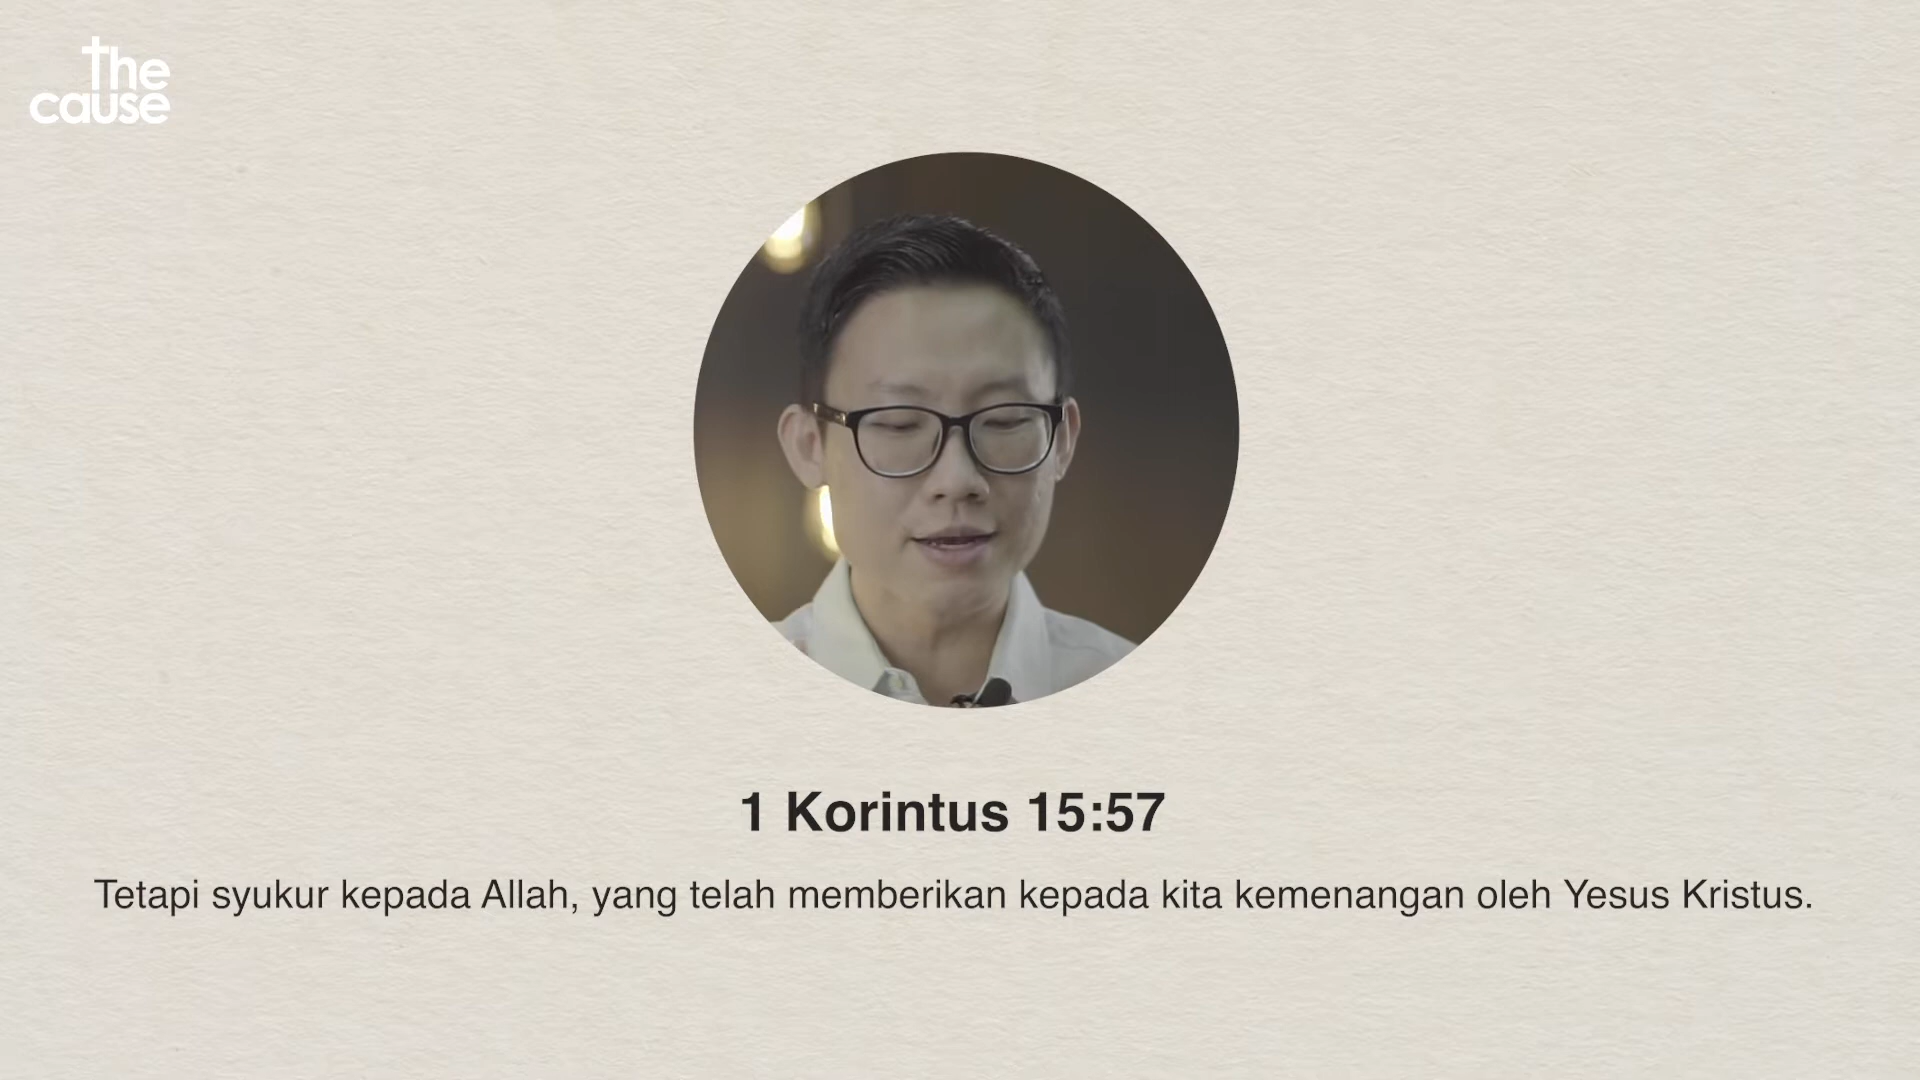 the
cause
1 Korintus 15:57
Tetapi syukur kepada Allah, yang telah memberikan kepada kita kemenangan oleh Yesus Kristus.